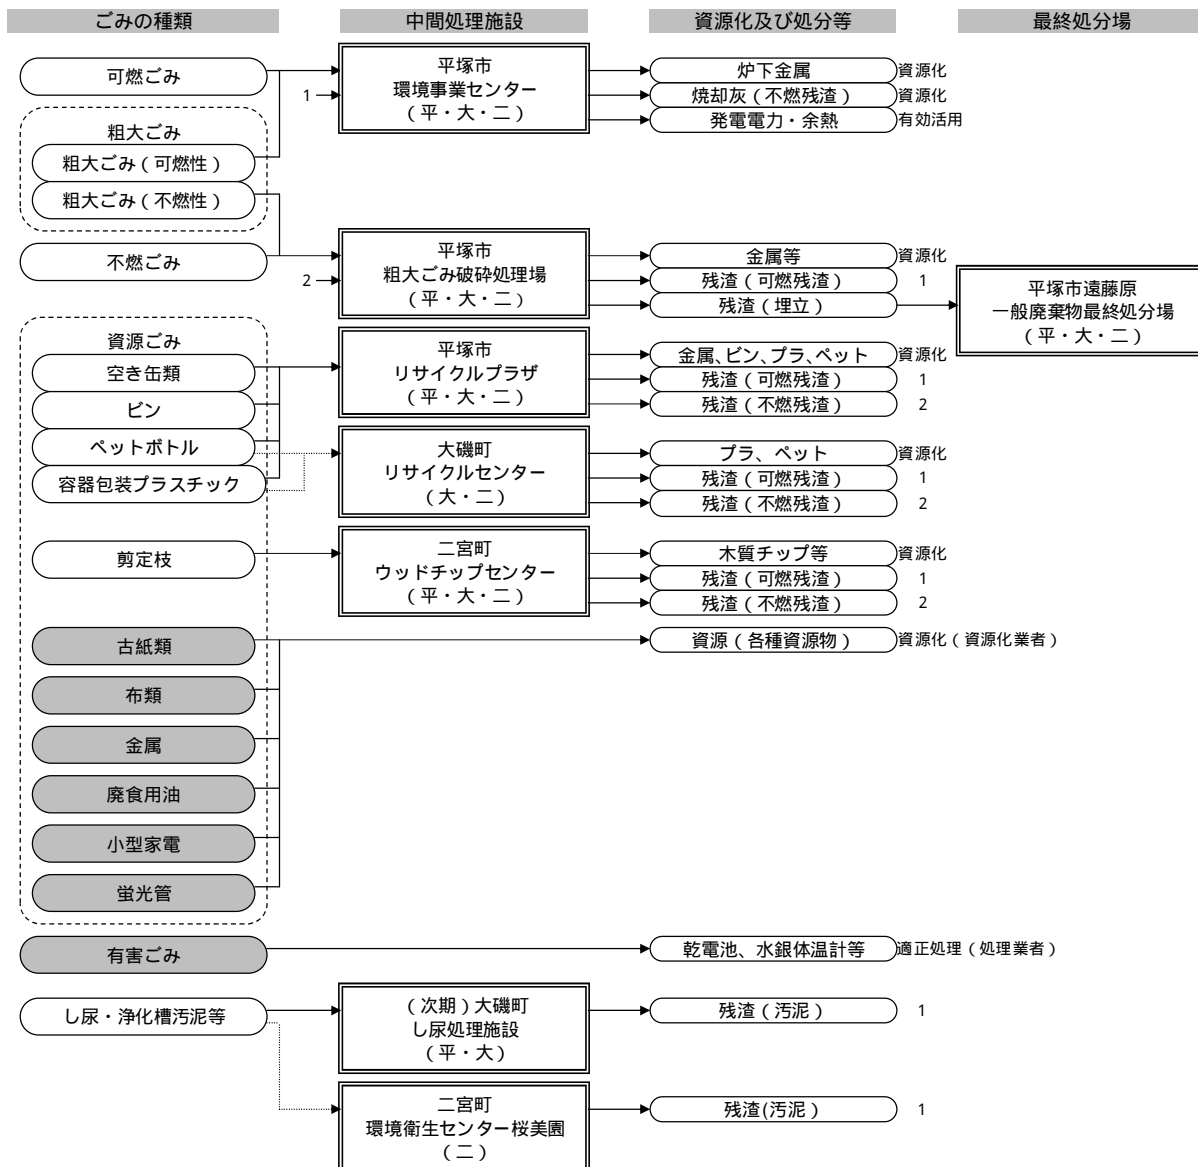 ごみの種類
中間処理施設
資源化及び処分等
最終処分場
可燃ごみ
粗大ごみ
粗大ごみ（可燃性）
粗大ごみ（不燃性）
不燃ごみ
1
平塚市
環境事業センター
（平・大・二）
炉下金属 資源化
焼却灰（不燃残渣） 資源化
発電電力・余熱 有効活用
2
平塚市
粗大ごみ破砕処理場
（平・大・二）
金属等 資源化
残渣（可燃残渣） 1
残渣（埋立）
平塚市遠藤原
一般廃棄物最終処分場
（平・大・二）
資源ごみ
空き缶類
ビン
ペットボトル
容器包装プラスチック
平塚市
リサイクルプラザ
（平・大・二）
金属、ビン、プラ、ペット 資源化
残渣（可燃残渣） 1
残渣（不燃残渣） 2
大磯町
リサイクルセンター
（大・二）
プラ、ペット 資源化
残渣（可燃残渣） 1
残渣（不燃残渣） 2
剪定枝
二宮町
ウッドチップセンター
（平・大・二）
木質チップ等 資源化
残渣（可燃残渣） 1
残渣（不燃残渣） 2
古紙類
布類
金属
廃食用油
小型家電
蛍光管
資源（各種資源物） 資源化（資源化業者）
有害ごみ
乾電池、水銀体温計等 適正処理（処理業者）
し尿・浄化槽汚泥等
（次期）大磯町
し尿処理施設
（平・大）
残渣（汚泥） 1
二宮町
環境衛生センター桜美園
（二）
残渣(汚泥） 1